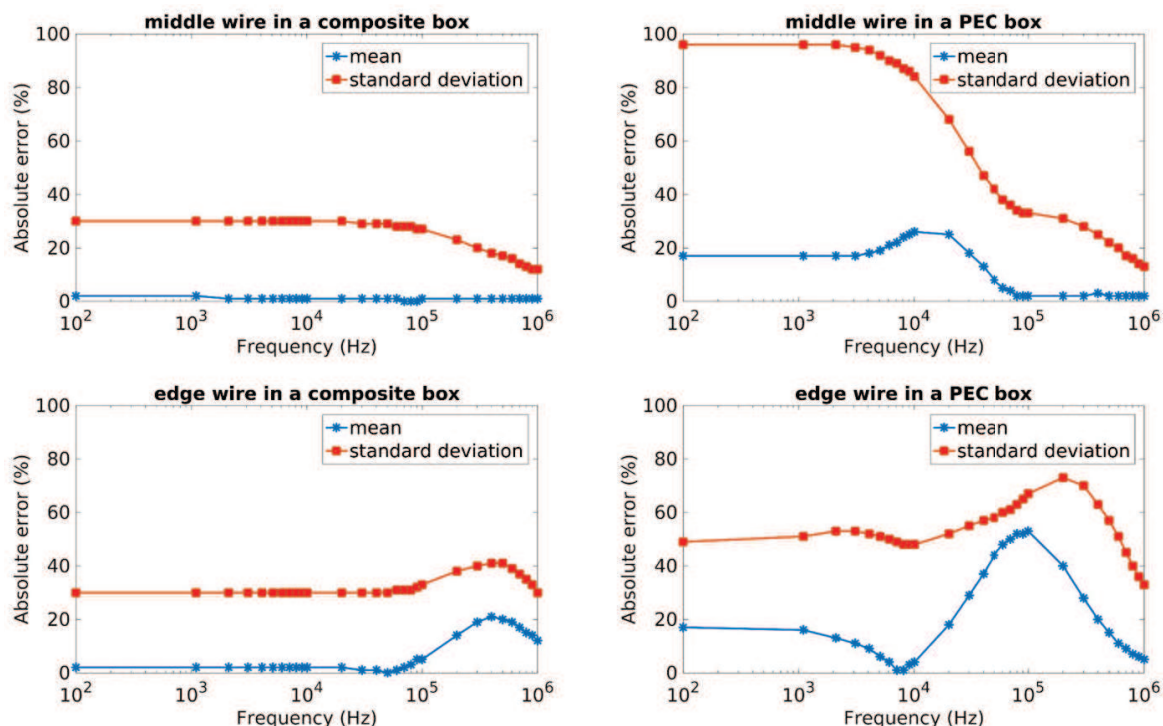 middle wire in a composite box
100
80
60
40
20
0
Absolute error (%)
mean
standard deviation
10^2
10^3
10^4
10^5
10^6
Frequency (Hz)
middle wire in a PEC box
100
80
60
40
20
0
Absolute error (%)
mean
standard deviation
10^2
10^3
10^4
10^5
10^6
Frequency (Hz)
edge wire in a composite box
100
80
60
40
20
0
Absolute error (%)
mean
standard deviation
10^2
10^3
10^4
10^5
10^6
Frequency (Hz)
edge wire in a PEC box
100
80
60
40
20
0
Absolute error (%)
mean
standard deviation
10^2
10^3
10^4
10^5
10^6
Frequency (Hz)